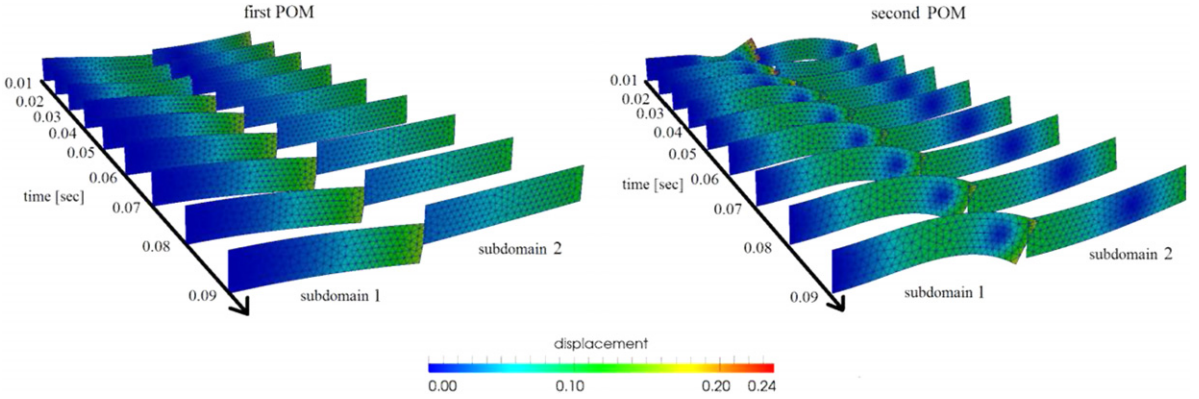 first POM
0.01
0.02
0.03
0.04
0.05
0.06
time [sec]
0.07
0.08
0.09
subdomain 2
subdomain 1
second POM
0.01
0.02
0.03
0.04
0.05
0.06
time [sec]
0.07
0.08
0.09
subdomain 2
subdomain 1
displacement
0.00 0.10 0.20 0.24